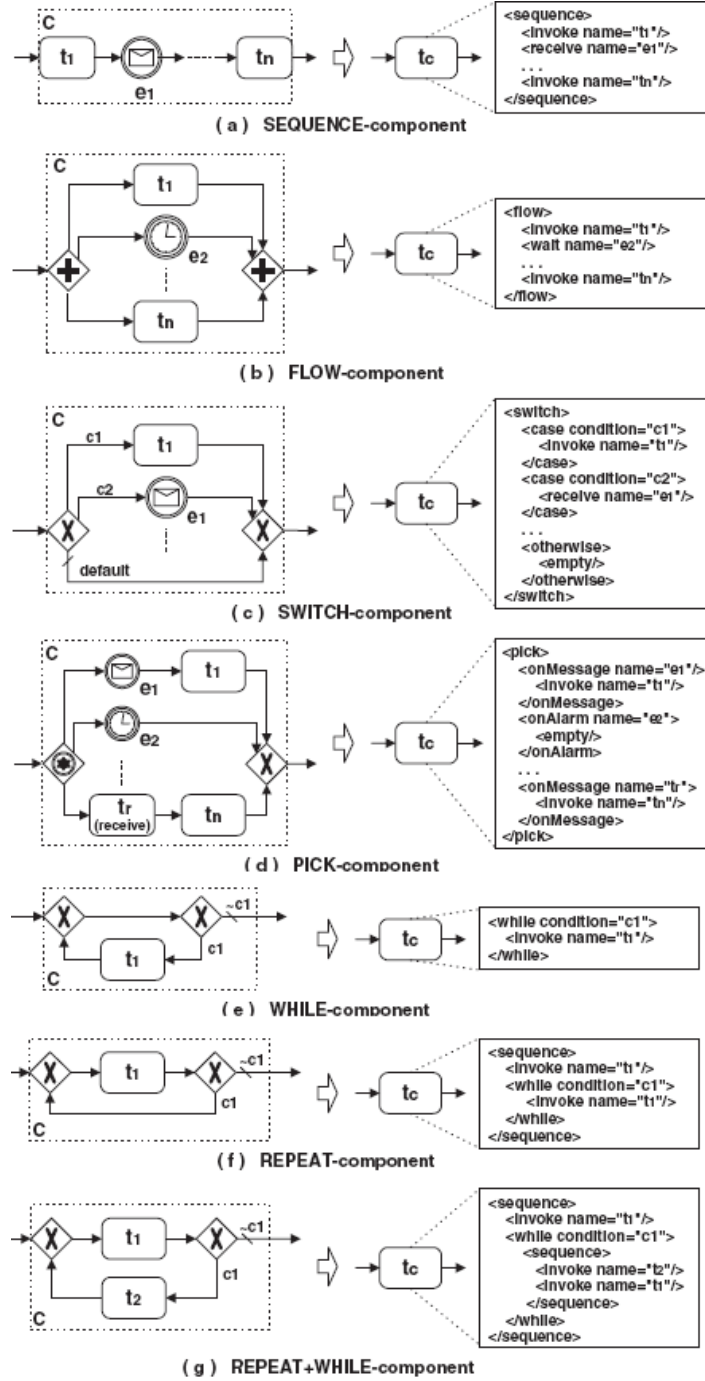 C
t1
e1
tn
tc
<sequence>
<invoke name="t1"/>
<receive name="e1"/>
. . .
<invoke name="tn"/>
</sequence>
( a ) SEQUENCE-component
C
t1
e2
tn
tc
<flow>
<invoke name="t1"/>
<wait name="e2"/>
. . .
<invoke name="tn"/>
</flow>
( b ) FLOW-component
C
c1
t1
c2
e1
default
tc
<switch>
<case condition="c1">
<invoke name="t1"/>
</case>
<case condition="c2">
<receive name="e1"/>
</case>
. . .
<otherwise>
<empty/>
</otherwise>
</switch>
( c ) SWITCH-component
C
e1
t1
e2
tr
(receive)
tn
tc
<pick>
<onMessage name="e1"/>
<invoke name="t1"/>
</onMessage>
<onAlarm name="e2">
<empty/>
</onAlarm>
. . .
<onMessage name="tr">
<invoke name="tn"/>
</onMessage>
</pick>
( d ) PICK-component
~c1
c1
t1
C
tc
<while condition="c1">
<invoke name="t1"/>
</while>
( e ) WHILE-component
t1
~c1
c1
C
tc
<sequence>
<invoke name="t1"/>
<while condition="c1">
<invoke name="t1"/>
</while>
</sequence>
( f ) REPEAT-component
t1
~c1
c1
t2
C
tc
<sequence>
<invoke name="t1"/>
<while condition="c1">
<sequence>
<invoke name="t2"/>
<invoke name="t1"/>
</sequence>
</while>
</sequence>
( g ) REPEAT+WHILE-component